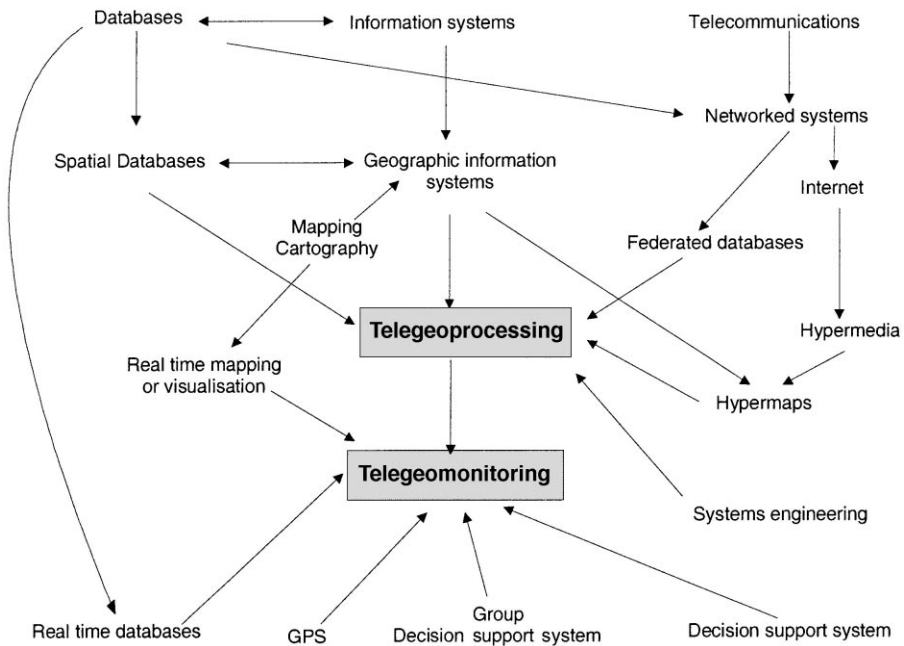 Databases
Information systems
Telecommunications
Networked systems
Spatial Databases
Geographic information
systems
Internet
Mapping
Cartography
Federated databases
Telegeoprocessing
Hypermedia
Real time mapping
or visualisation
Hypermaps
Telegeomonitoring
Systems engineering
Real time databases
GPS
Group
Decision support system
Decision support system